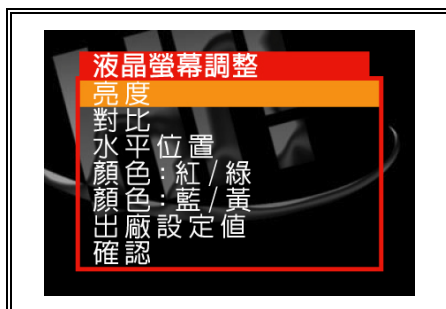 液晶螢幕調整
亮度
對比
水平位置
顏色:紅/綠
顏色:藍/黃
出廠設定值
確認